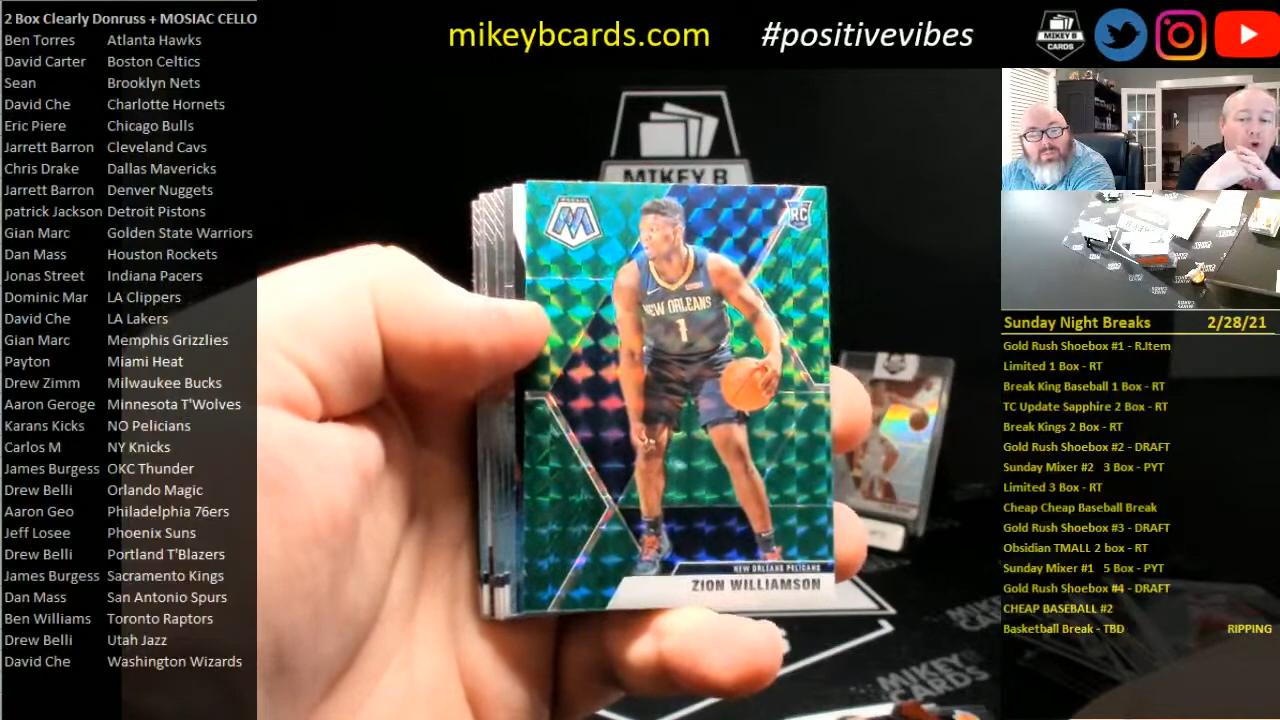 2 Box Clearly Donruss + MOSIAC CELLO
Ben Torres Atlanta Hawks
David Carter Boston Celtics
Sean Brooklyn Nets
David Che Charlotte Hornets
Eric Piere Chicago Bulls
Jarrett Barron Cleveland Cavs
Chris Drake Dallas Mavericks
Jarrett Barron Denver Nuggets
patrick Jackson Detroit Pistons
Gian Marc Golden State Warriors
Dan Mass Houston Rockets
Jonas Street Indiana Pacers
Dominic Mar LA Clippers
David Che LA Lakers
Gian Marc Memphis Grizzlies
Payton Miami Heat
Drew Zimm Milwaukee Bucks
Aaron Geroge Minnesota T'Wolves
Karans Kicks NO Pelicans
Carlos M NY Knicks
James Burgess OKC Thunder
Drew Belli Orlando Magic
Aaron Geo Philadelphia 76ers
Jeff Losee Phoenix Suns
Drew Belli Portland T'Blazers
James Burgess Sacramento Kings
Dan Mass San Antonio Spurs
Ben Williams Toronto Raptors
Drew Belli Utah Jazz
David Che Washington Wizards
mikeybcards.com #positivevibes
MIKEY B
CARDS
MIKEY B
MOSAIC
RC
NEW ORLEANS
1
NEW ORLEANS PELICANS
ZION WILLIAMSON
MIKEY
CARDS
Sunday Night Breaks 2/28/21
Gold Rush Shoebox #1 - R.Item
Limited 1 Box - RT
Break King Baseball 1 Box - RT
TC Update Sapphire 2 Box - RT
Break Kings 2 Box - RT
Gold Rush Shoebox #2 - DRAFT
Sunday Mixer #2 3 Box - PYT
Limited 3 Box - RT
Cheap Cheap Baseball Break
Gold Rush Shoebox #3 - DRAFT
Obsidian TMALL 2 box - RT
Sunday Mixer #1 5 Box - PYT
Gold Rush Shoebox #4 - DRAFT
CHEAP BASEBALL #2
Basketball Break - TBD RIPPING